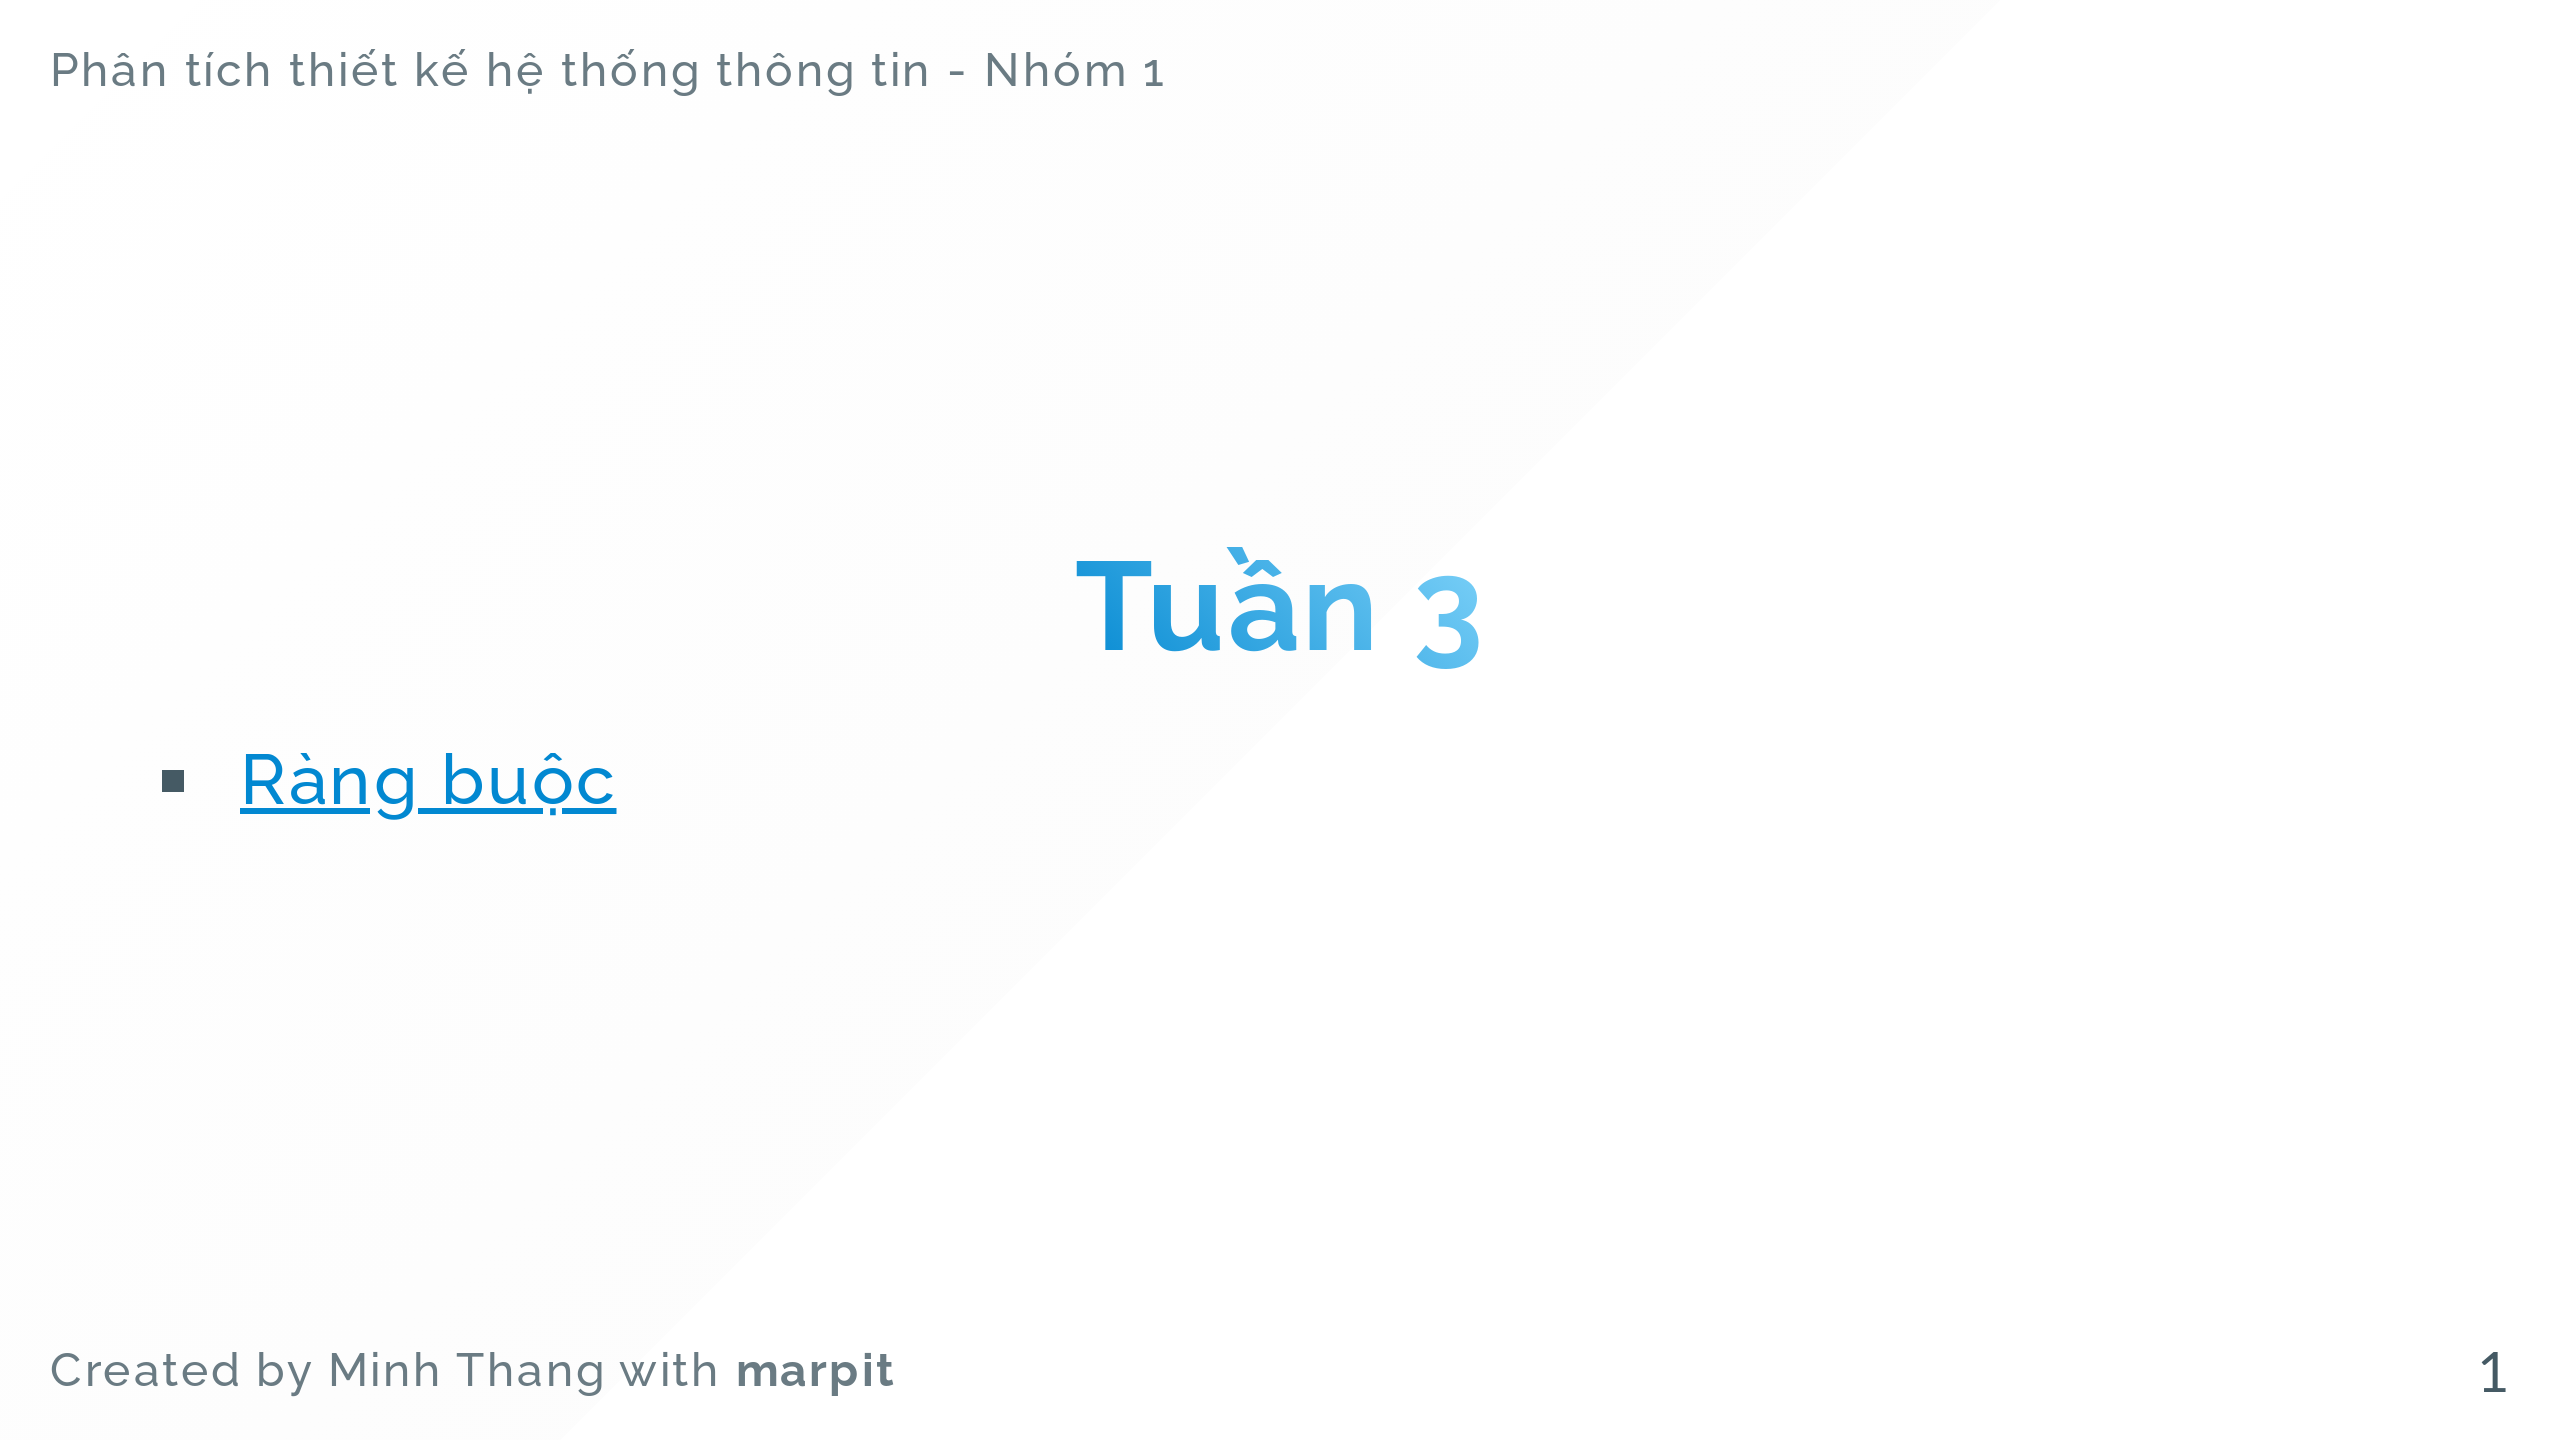 Phân tích thiết kế hệ thống thông tin - Nhóm 1
Tuần 3
Ràng buộc
Created by Minh Thang with marpit
1